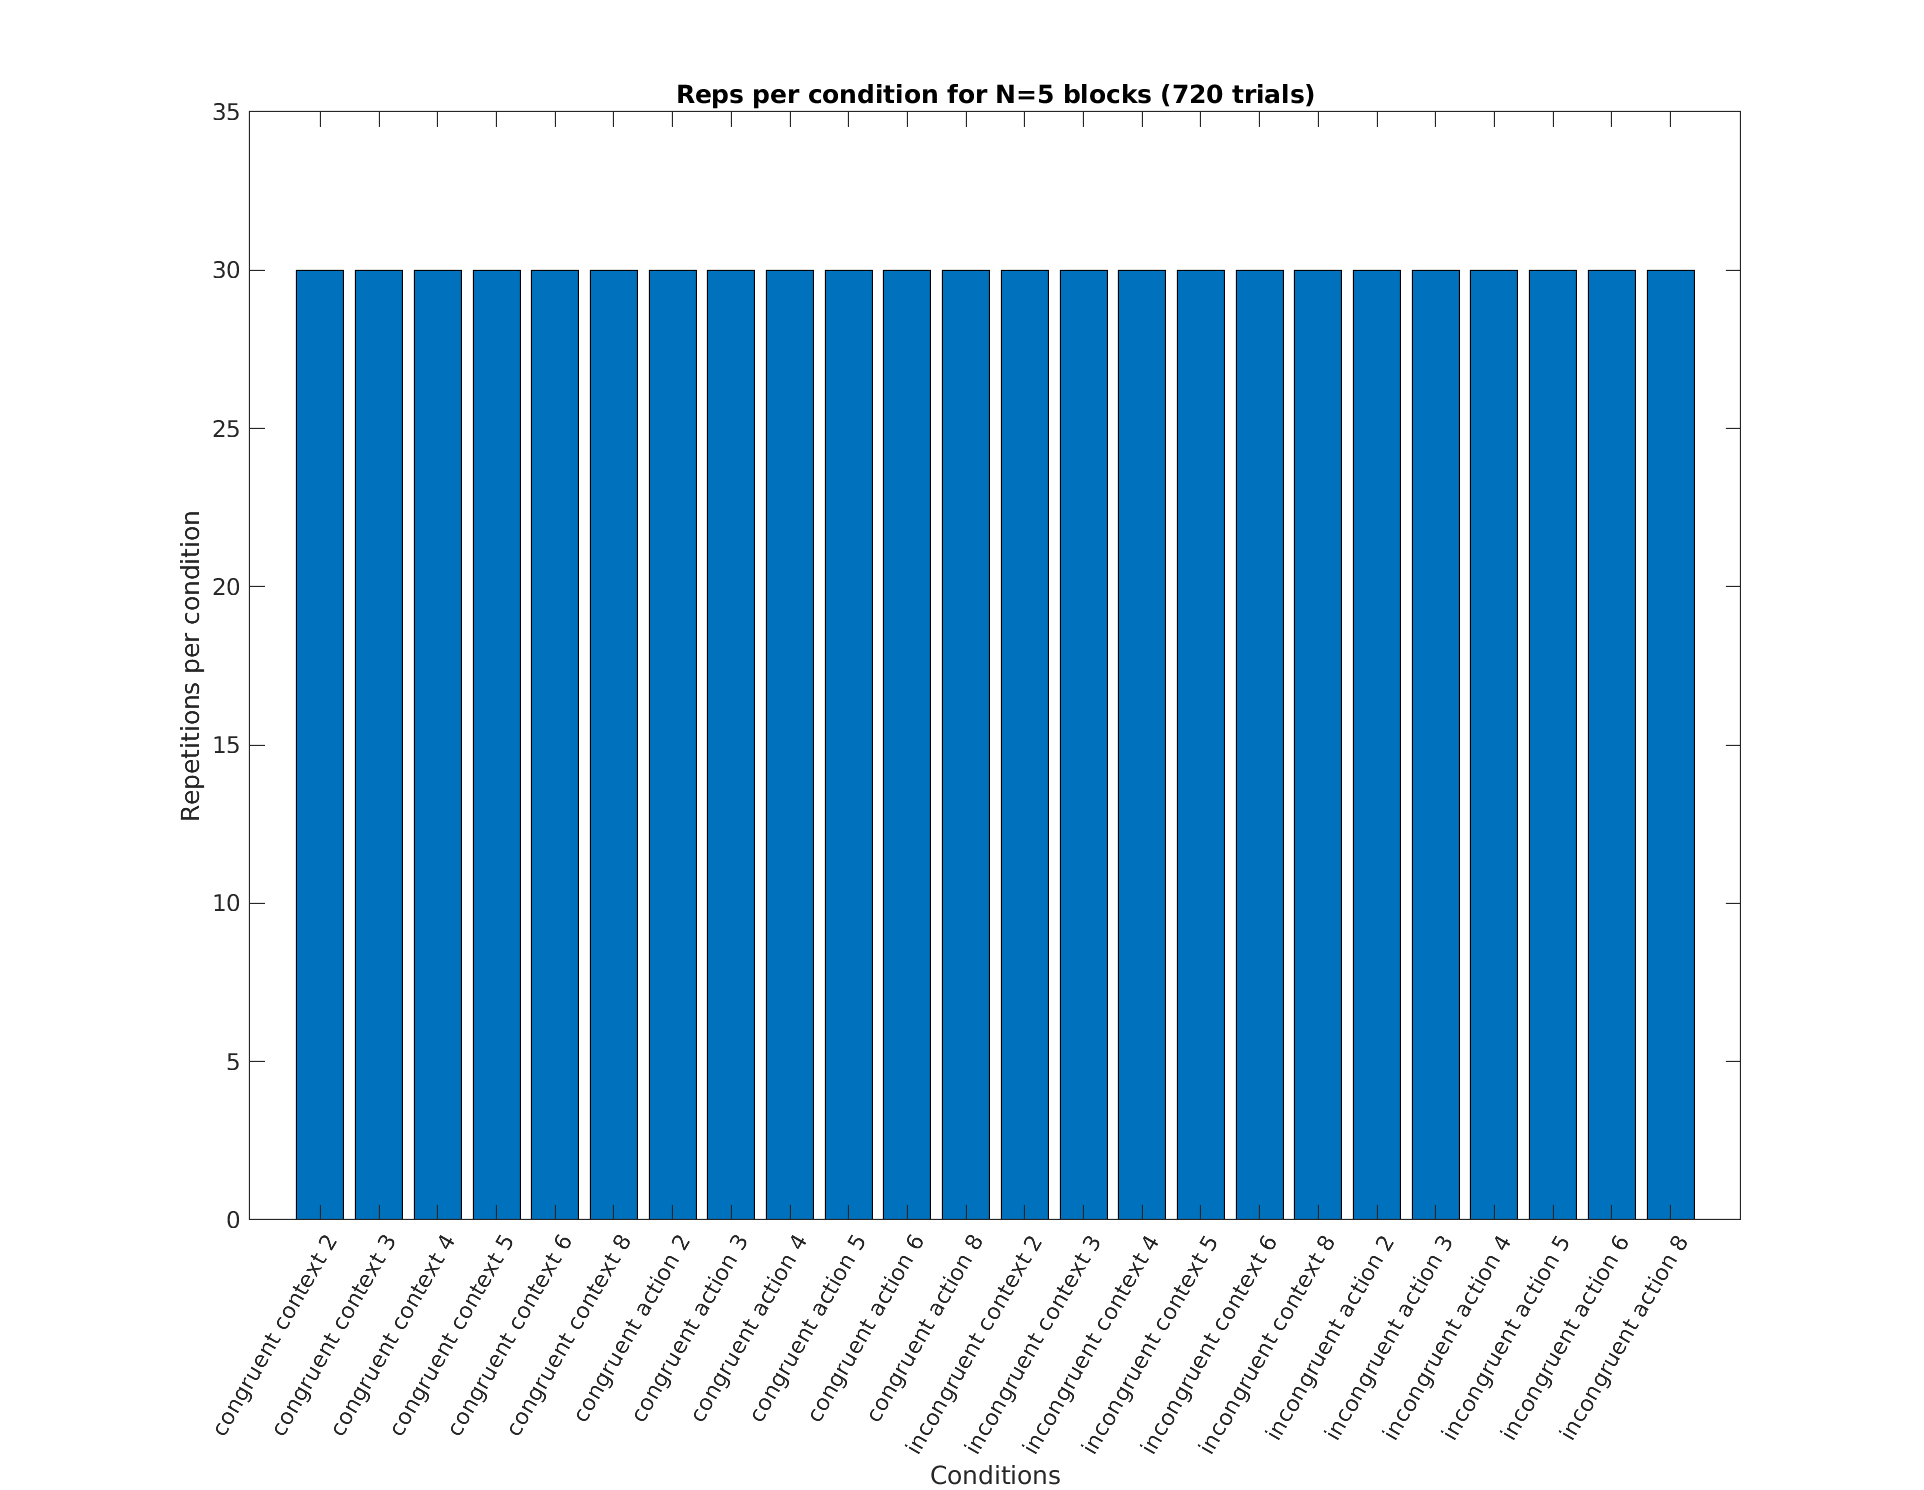 Reps per condition for N=5 blocks (720 trials)
35
30
25
20
15
10
5
0
Repetitions per condition
congruent context 2
congruent context 3
congruent context 4
congruent context 5
congruent context 6
congruent context 8
congruent action 2
congruent action 3
congruent action 4
congruent action 5
congruent action 6
congruent action 8
incongruent context 2
incongruent context 3
incongruent context 4
incongruent context 5
incongruent context 6
incongruent context 8
incongruent action 2
incongruent action 3
incongruent action 4
incongruent action 5
incongruent action 6
incongruent action 8
Conditions